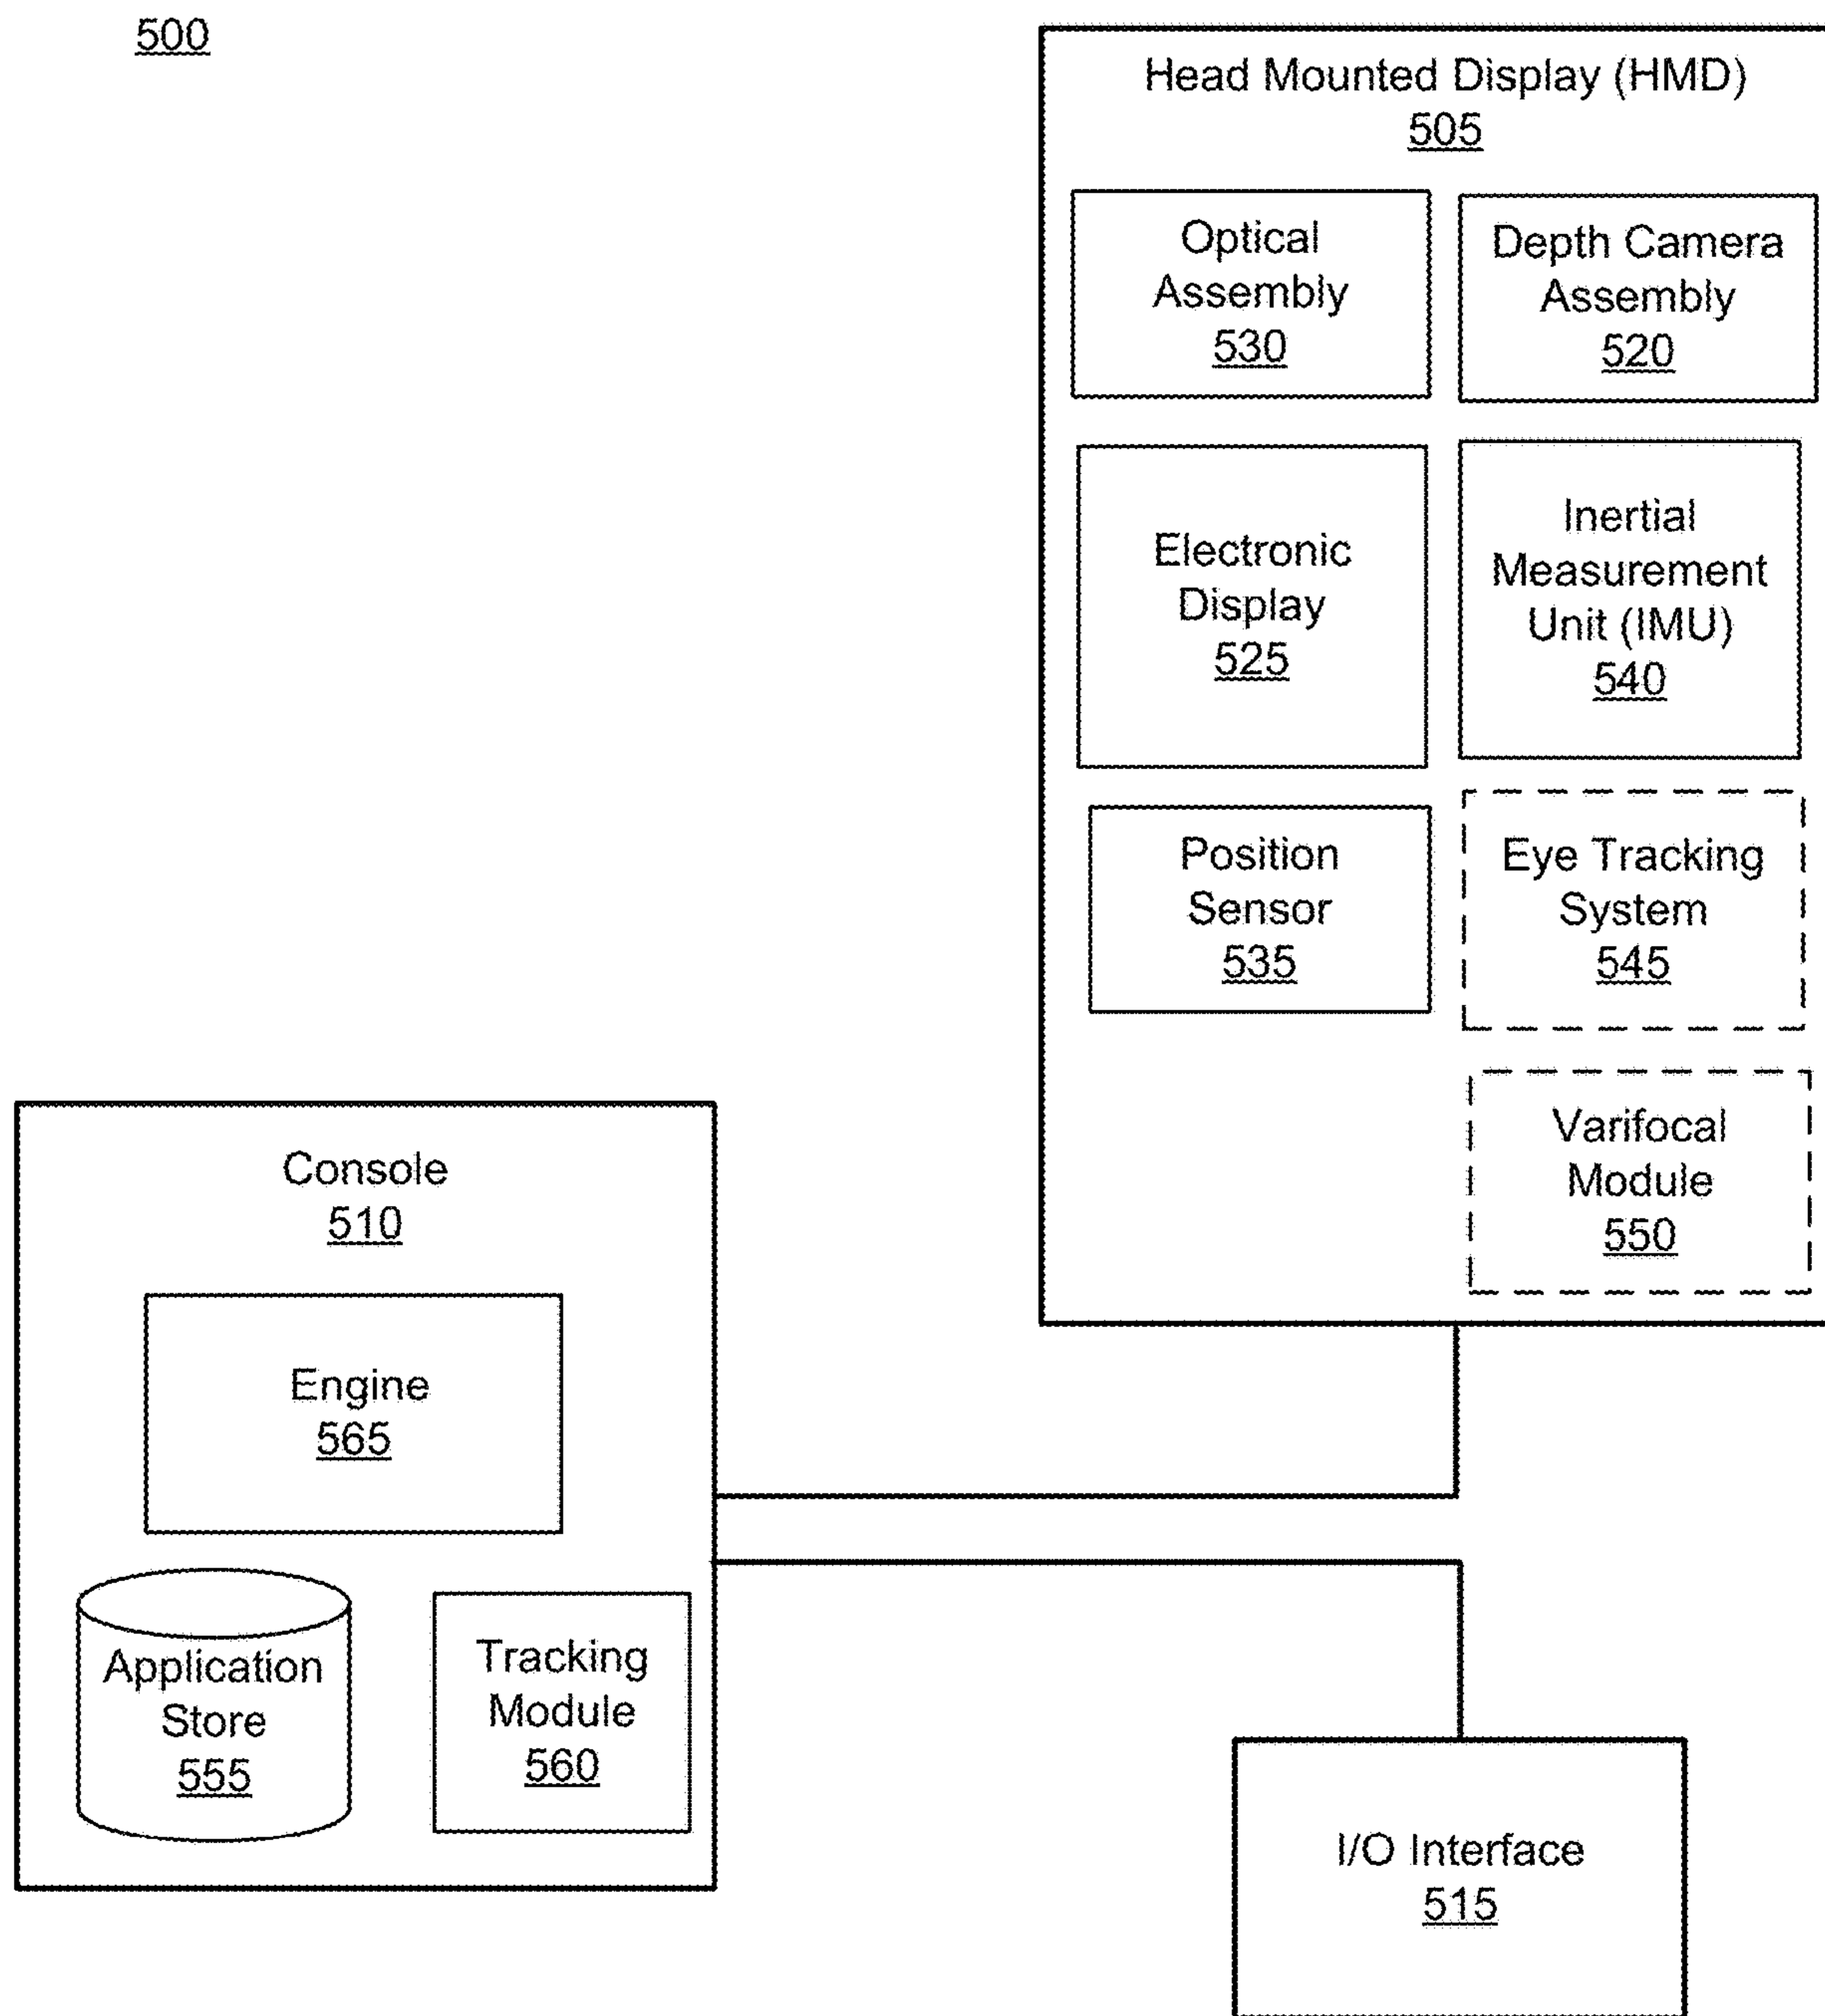 500
Head Mounted Display (HMD)
505
Optical
Assembly
530
Depth Camera
Assembly
520
Electronic
Display
525
Inertial
Measurement
Unit (IMU)
540
Position
Sensor
535
Eye Tracking
System
545
Varifocal
Module
550
Console
510
Engine
565
Application
Store
555
Tracking
Module
560
I/O Interface
515